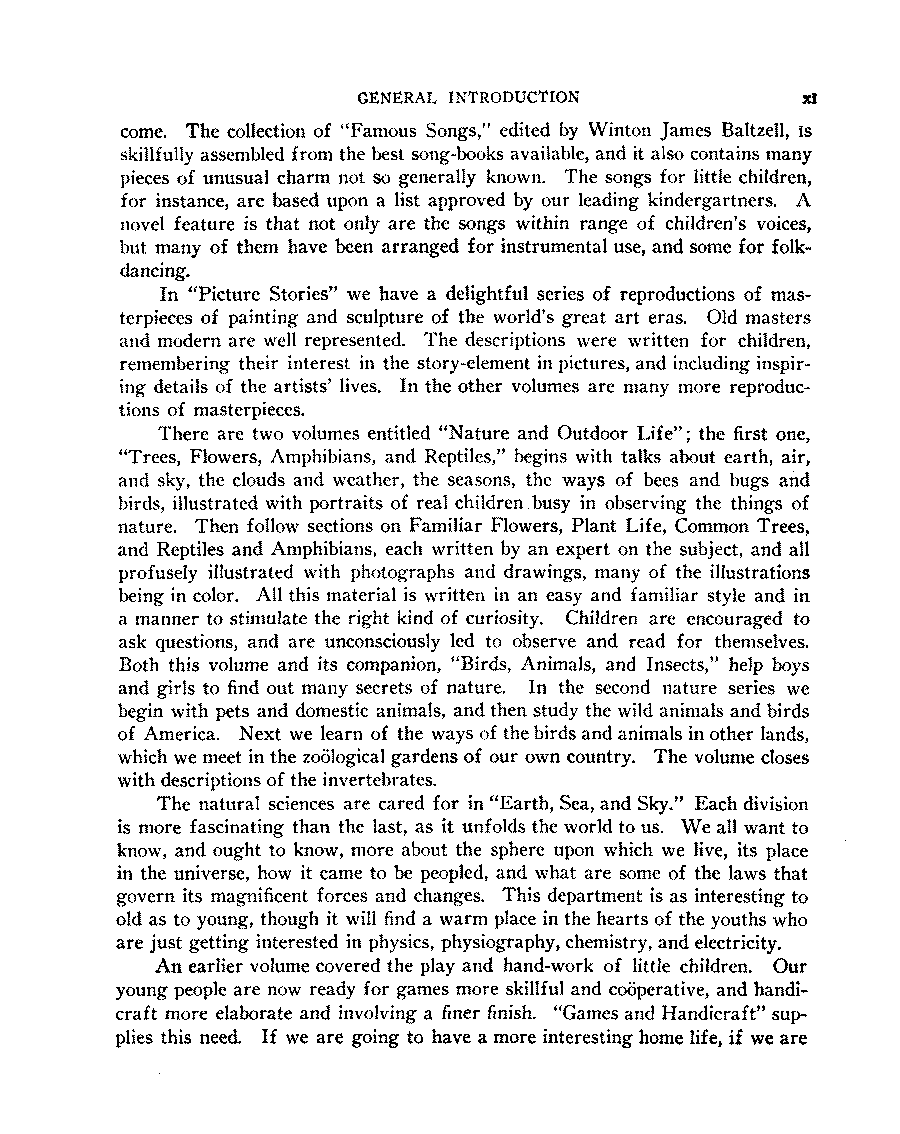 GENERAL INTRODUCTION xi
come. The collection of "Famous Songs," edited by Winton James Baltzell, is
skillfully assembled from the best song-books available, and it also contains many
pieces of unusual charm not so generally known. The songs for little children,
for instance, are based upon a list approved by our leading kindergartners. A
novel feature is that not only are the songs within range of children's voices,
but many of them have been arranged for instrumental use, and some for folk-
dancing.
In "Picture Stories" we have a delightful series of reproductions of mas-
terpieces of painting and sculpture of the world's great art eras. Old masters
and modern are well represented. The descriptions were written for children,
remembering their interest in the story-element in pictures, and including inspir-
ing details of the artists' lives. In the other volumes are many more reproduc-
tions of masterpieces.
There are two volumes entitled "Nature and Outdoor Life"; the first one,
"Trees, Flowers, Amphibians, and Reptiles," begins with talks about earth, air,
and sky, the clouds and weather, the seasons, the ways of bees and bugs and
birds, illustrated with portraits of real children busy in observing the things of
nature. Then follow sections on Familiar Flowers, Plant Life, Common Trees,
and Reptiles and Amphibians, each written by an expert on the subject, and all
profusely illustrated with photographs and drawings, many of the illustrations
being in color. All this material is written in an easy and familiar style and in
a manner to stimulate the right kind of curiosity. Children are encouraged to
ask questions, and are unconsciously led to observe and read for themselves.
Both this volume and its companion, "Birds, Animals, and Insects," help boys
and girls to find out many secrets of nature. In the second nature series we
begin with pets and domestic animals, and then study the wild animals and birds
of America. Next we learn of the ways of the birds and animals in other lands,
which we meet in the zoölogical gardens of our own country. The volume closes
with descriptions of the invertebrates.
The natural sciences are cared for in "Earth, Sea, and Sky." Each division
is more fascinating than the last, as it unfolds the world to us. We all want to
know, and ought to know, more about the sphere upon which we live, its place
in the universe, how it came to be peopled, and what are some of the laws that
govern its magnificent forces and changes. This department is as interesting to
old as to young, though it will find a warm place in the hearts of the youths who
are just getting interested in physics, physiography, chemistry, and electricity.
An earlier volume covered the play and hand-work of little children. Our
young people are now ready for games more skillful and coöperative, and handi-
craft more elaborate and involving a finer finish. "Games and Handicraft" sup-
plies this need. If we are going to have a more interesting home life, if we are